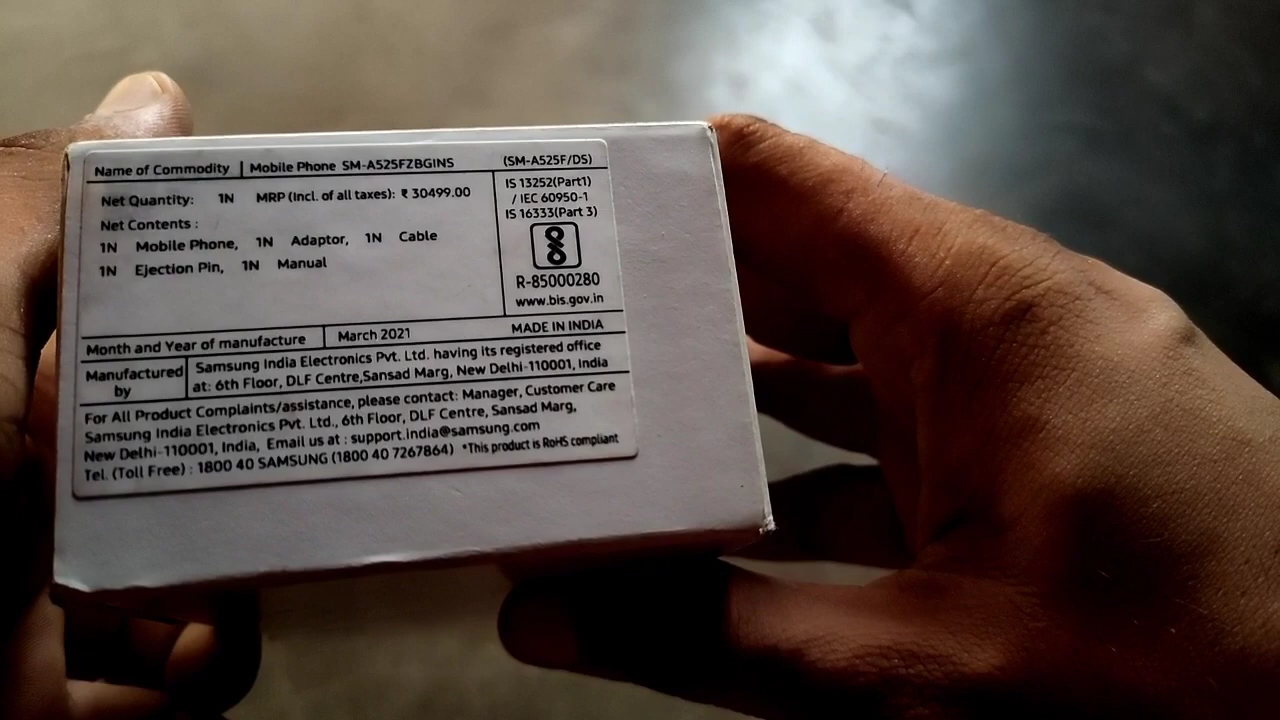 Name of Commodity Mobile Phone SM-A525FZBGINS (SM-A525F/DS)
Net Quantity: 1N MRP (Incl. of all taxes): ₹ 30499.00
Net Contents :
1N Mobile Phone, 1N Adaptor, 1N Cable
1N Ejection Pin, 1N Manual
IS 13252(Part1)
/ IEC 60950-1
IS 16333(Part 3)
R-85000280
www.bis.gov.in
Month and Year of manufacture March 2021 MADE IN INDIA
Manufactured by
Samsung India Electronics Pvt. Ltd. having its registered office
at: 6th Floor, DLF Centre,Sansad Marg, New Delhi-110001, India
For All Product Complaints/assistance, please contact: Manager, Customer Care
Samsung India Electronics Pvt. Ltd., 6th Floor, DLF Centre, Sansad Marg,
New Delhi-110001, India, Email us at : support.india@samsung.com
Tel. (Toll Free) : 1800 40 SAMSUNG (1800 40 7267864) *This product is RoHS compliant